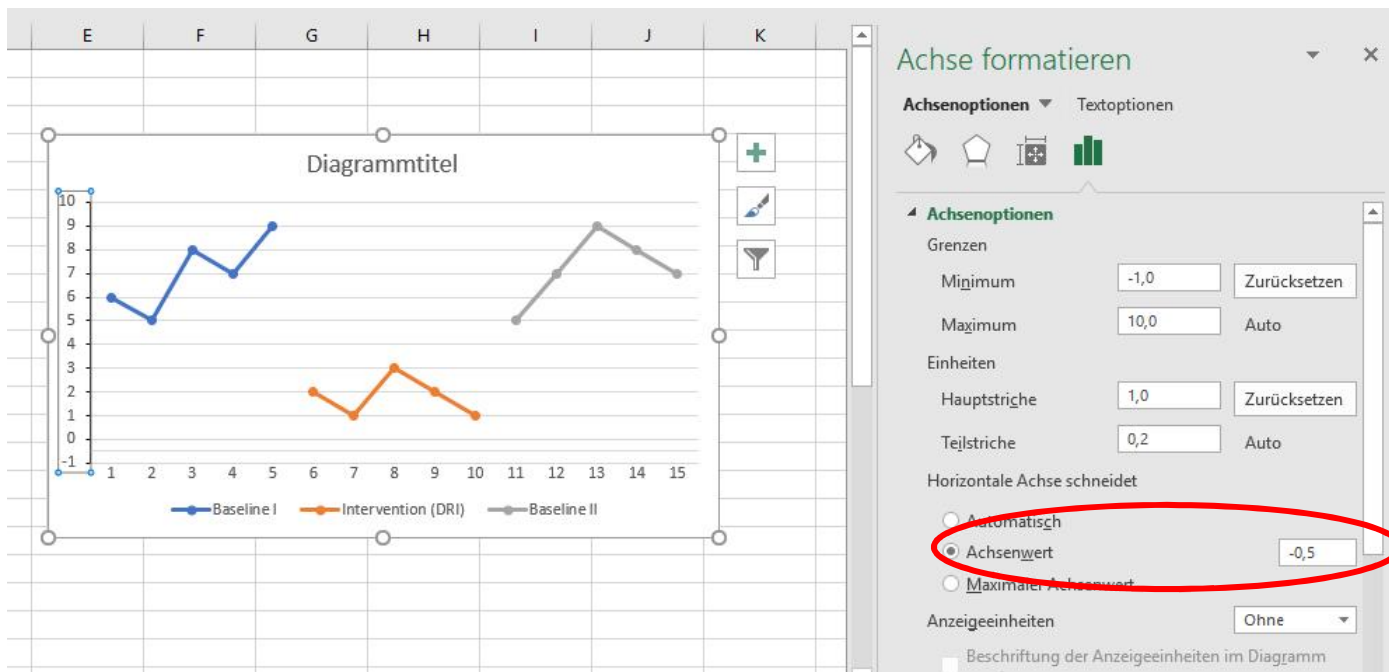 E F G H I J K
Diagrammtitel
10
9
8
7
6
5
4
3
2
1
0
-1
1 2 3 4 5 6 7 8 9 10 11 12 13 14 15
Baseline I Intervention (DRI) Baseline II
Achse formatieren
Achsenoptionen Textoptionen
Achsenoptionen
Grenzen
Minimum -1,0 Zurücksetzen
Maximum 10,0 Auto
Einheiten
Hauptstriche 1,0 Zurücksetzen
Teilstriche 0,2 Auto
Horizontale Achse schneidet
Automatisch
Achsenwert -0,5
Maximaler Achsenwert
Anzeigeeinheiten Ohne
Beschriftung der Anzeigeeinheiten im Diagramm